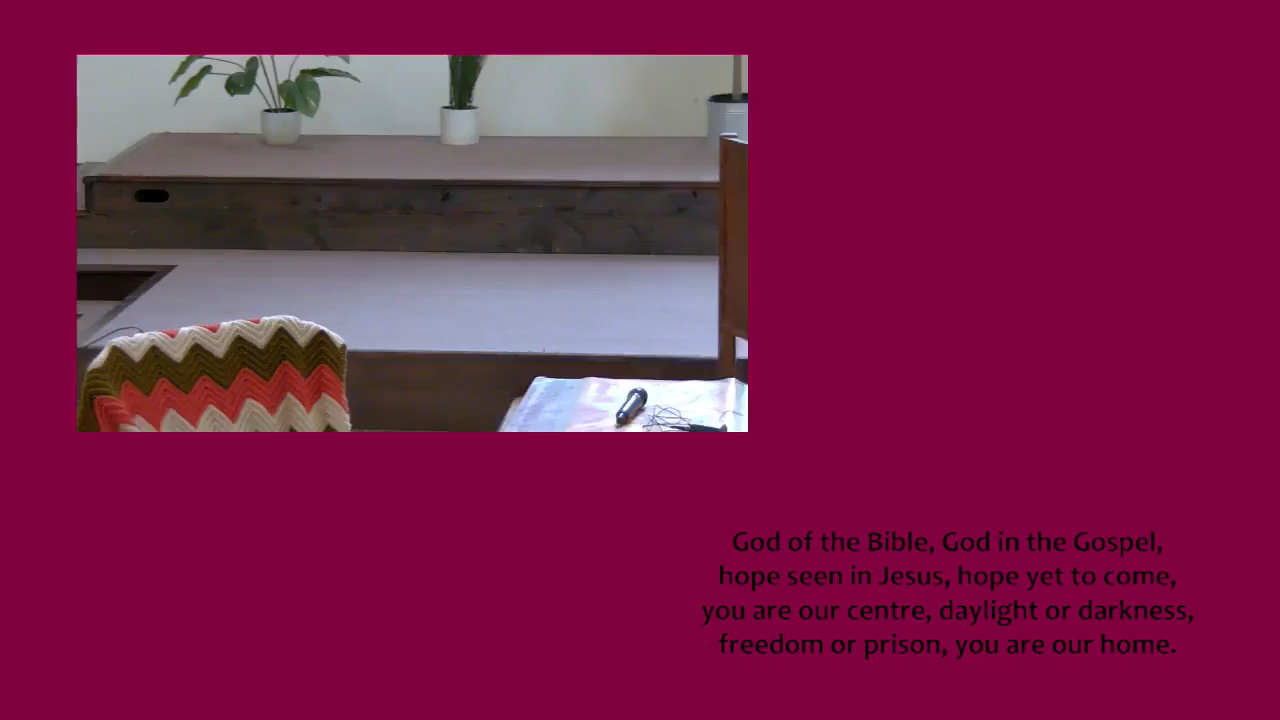 God of the Bible, God in the Gospel,
hope seen in Jesus, hope yet to come,
you are our centre, daylight or darkness,
freedom or prison, you are our home.